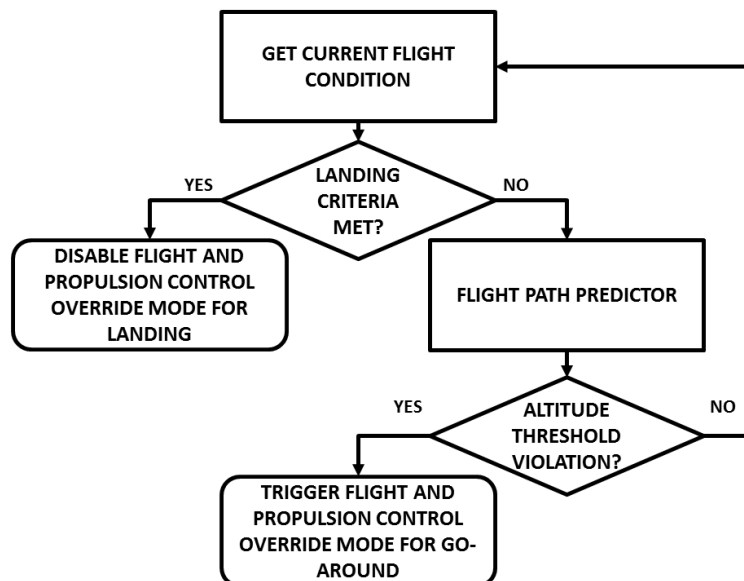 GET CURRENT FLIGHT
CONDITION
LANDING
CRITERIA
MET?
YES
NO
DISABLE FLIGHT AND
PROPULSION CONTROL
OVERRIDE MODE FOR
LANDING
FLIGHT PATH PREDICTOR
ALTITUDE
THRESHOLD
VIOLATION?
YES
NO
TRIGGER FLIGHT AND
PROPULSION CONTROL
OVERRIDE MODE FOR GO-
AROUND